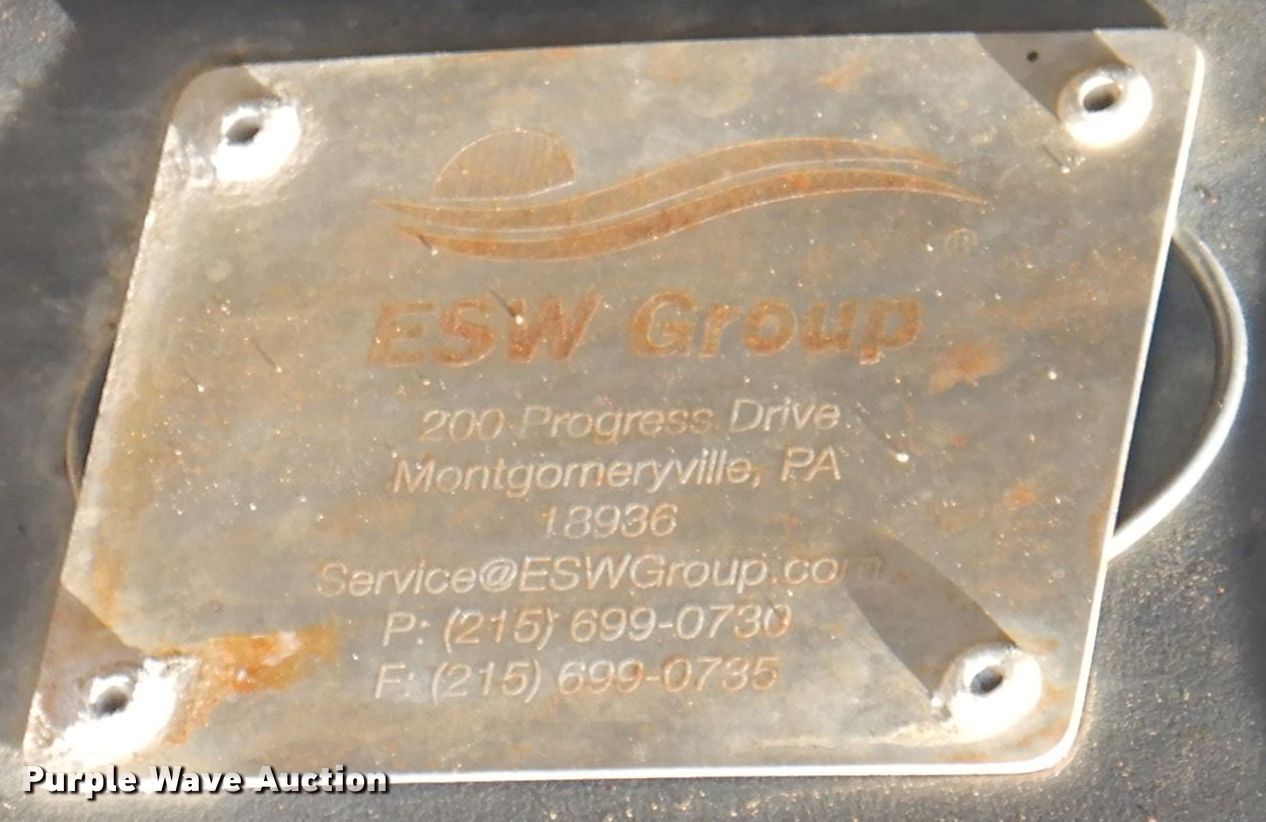 ®
ESW Group
200 Progress Drive
Montgomeryville, PA
18936
Service@ESWGroup.com
P: (215) 699-0730
F: (215) 699-0735
Purple Wave Auction